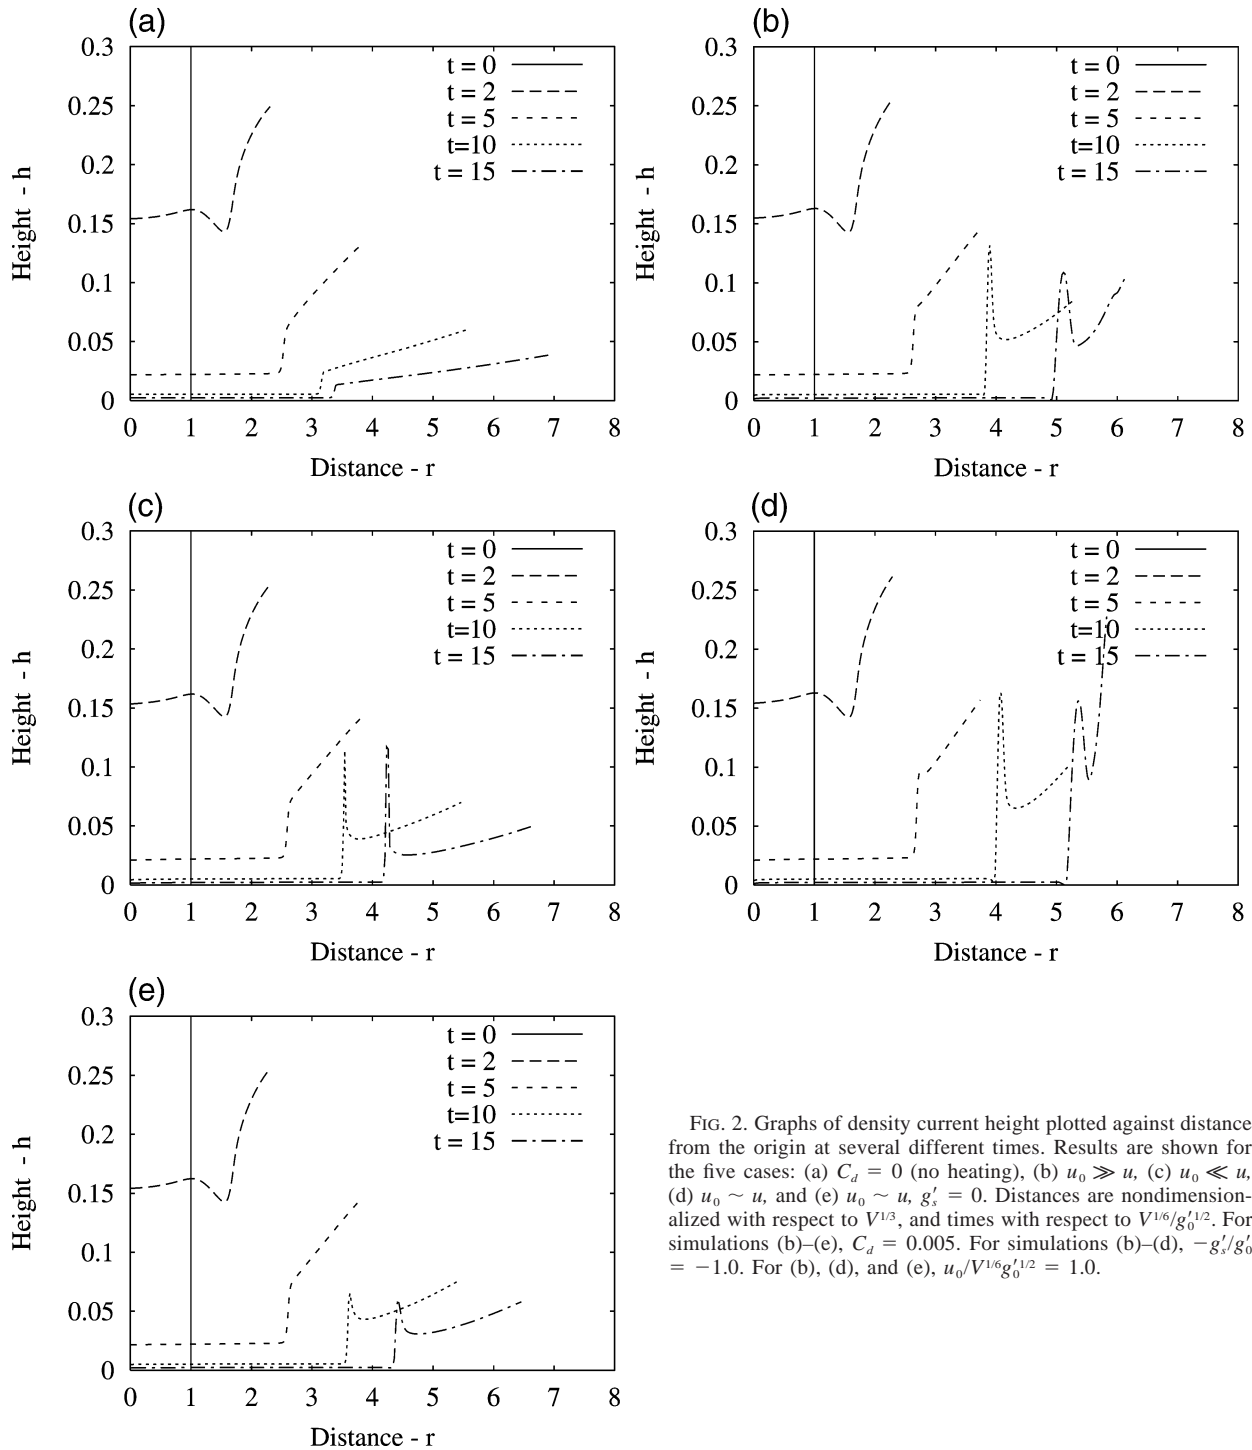 (a)
0.3
0.25
0.2
0.15
0.1
0.05
0
Height - h
t = 0
t = 2
t = 5
t=10
t = 15
0 1 2 3 4 5 6 7 8
Distance - r
(b)
0.3
0.25
0.2
0.15
0.1
0.05
0
Height - h
t = 0
t = 2
t = 5
t=10
t = 15
0 1 2 3 4 5 6 7 8
Distance - r
(c)
0.3
0.25
0.2
0.15
0.1
0.05
0
Height - h
t = 0
t = 2
t = 5
t=10
t = 15
0 1 2 3 4 5 6 7 8
Distance - r
(d)
0.3
0.25
0.2
0.15
0.1
0.05
0
Height - h
t = 0
t = 2
t = 5
t=10
t = 15
0 1 2 3 4 5 6 7 8
Distance - r
(e)
0.3
0.25
0.2
0.15
0.1
0.05
0
Height - h
t = 0
t = 2
t = 5
t=10
t = 15
0 1 2 3 4 5 6 7 8
Distance - r
FIG. 2. Graphs of density current height plotted against distance
from the origin at several different times. Results are shown for
the five cases: (a) C_d = 0 (no heating), (b) u_0 ≫ u, (c) u_0 ≪ u,
(d) u_0 ~ u, and (e) u_0 ~ u, g′_s = 0. Distances are nondimension-
alized with respect to V^{1/3}, and times with respect to V^{1/6}/g′_0^{1/2}. For
simulations (b)–(e), C_d = 0.005. For simulations (b)–(d), −g′_s/g′_0
= −1.0. For (b), (d), and (e), u_0/V^{1/6}g′_0^{1/2} = 1.0.